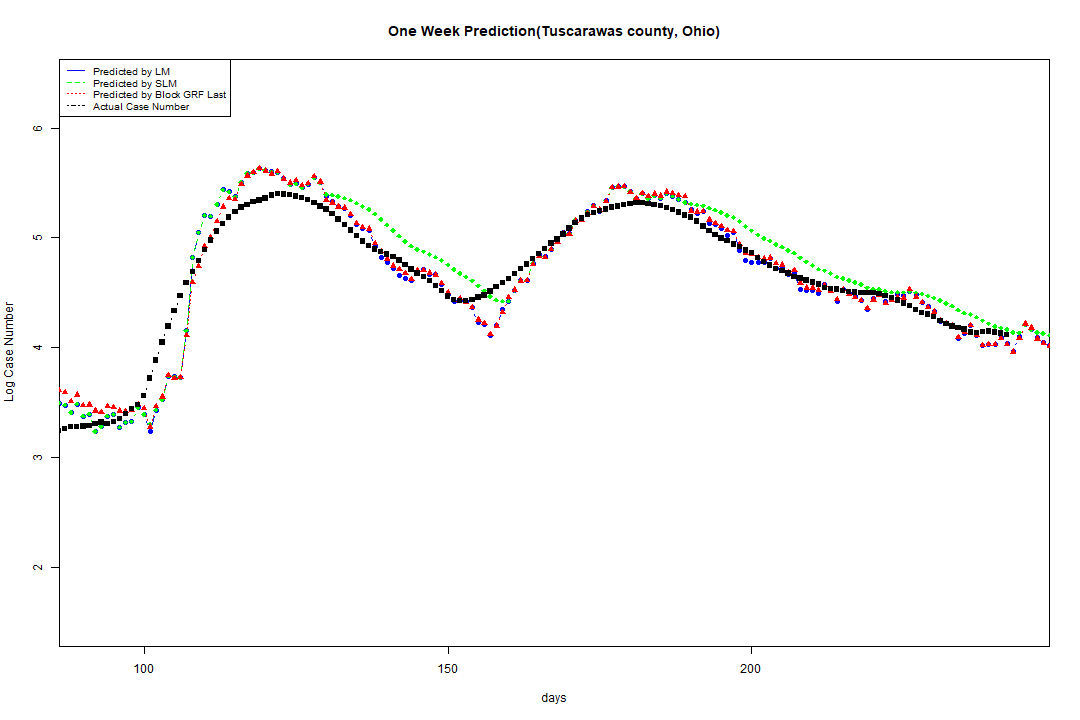 One Week Prediction(Tuscarawas county, Ohio)
Predicted by LM
Predicted by SLM
Predicted by Block GRF Last
Actual Case Number
6
5
4
3
2
Log Case Number
100 150 200
days